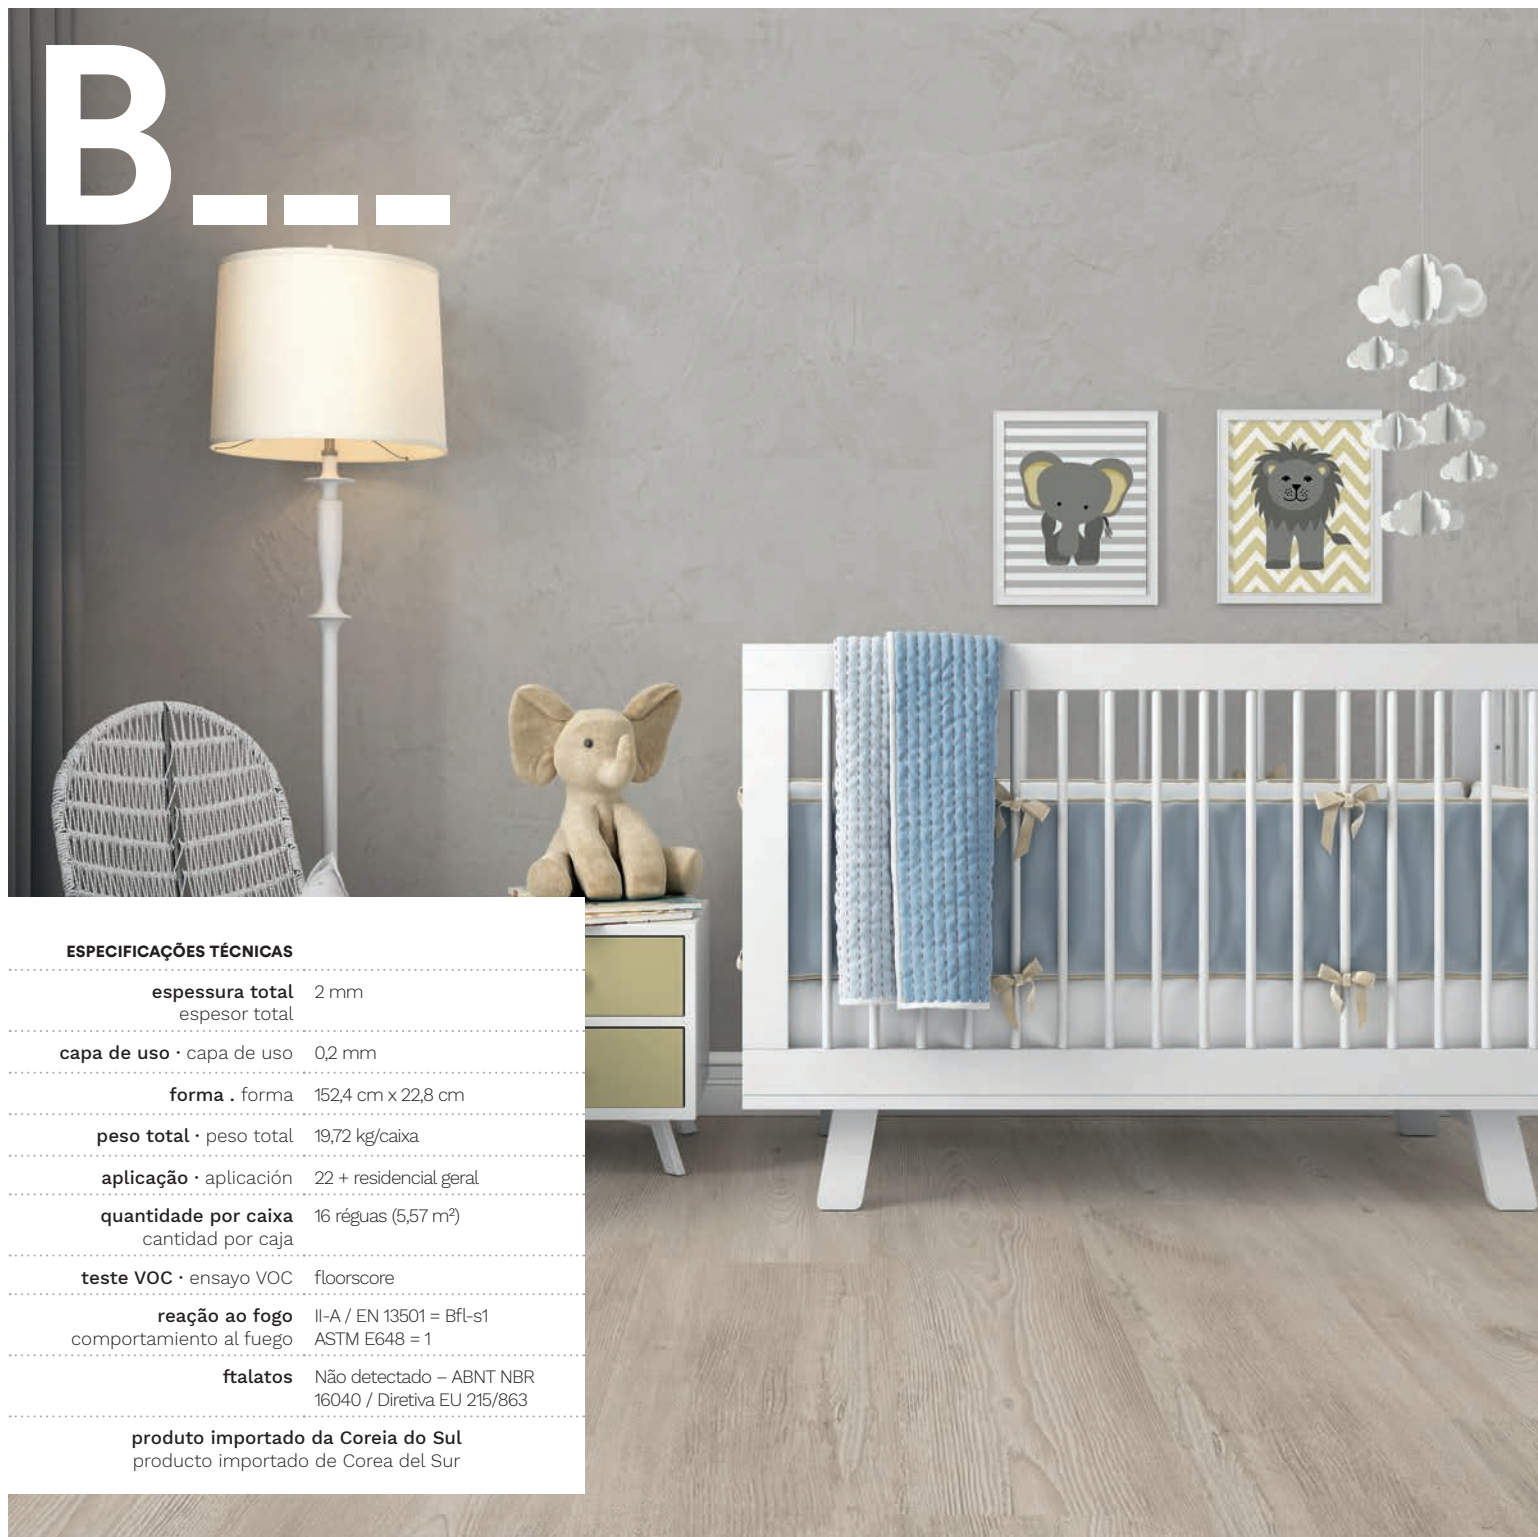 B___
ESPECIFICAÇÕES TÉCNICAS
espessura total 2 mm
espesor total
capa de uso · capa de uso 0,2 mm
forma . forma 152,4 cm x 22,8 cm
peso total · peso total 19,72 kg/caixa
aplicação · aplicación 22 + residencial geral
quantidade por caixa 16 réguas (5,57 m²)
cantidad por caja
teste VOC · ensayo VOC floorscore
reação ao fogo II-A / EN 13501 = Bfl-s1
comportamiento al fuego ASTM E648 = 1
ftalatos Não detectado – ABNT NBR
16040 / Diretiva EU 215/863
produto importado da Coreia do Sul
producto importado de Corea del Sur